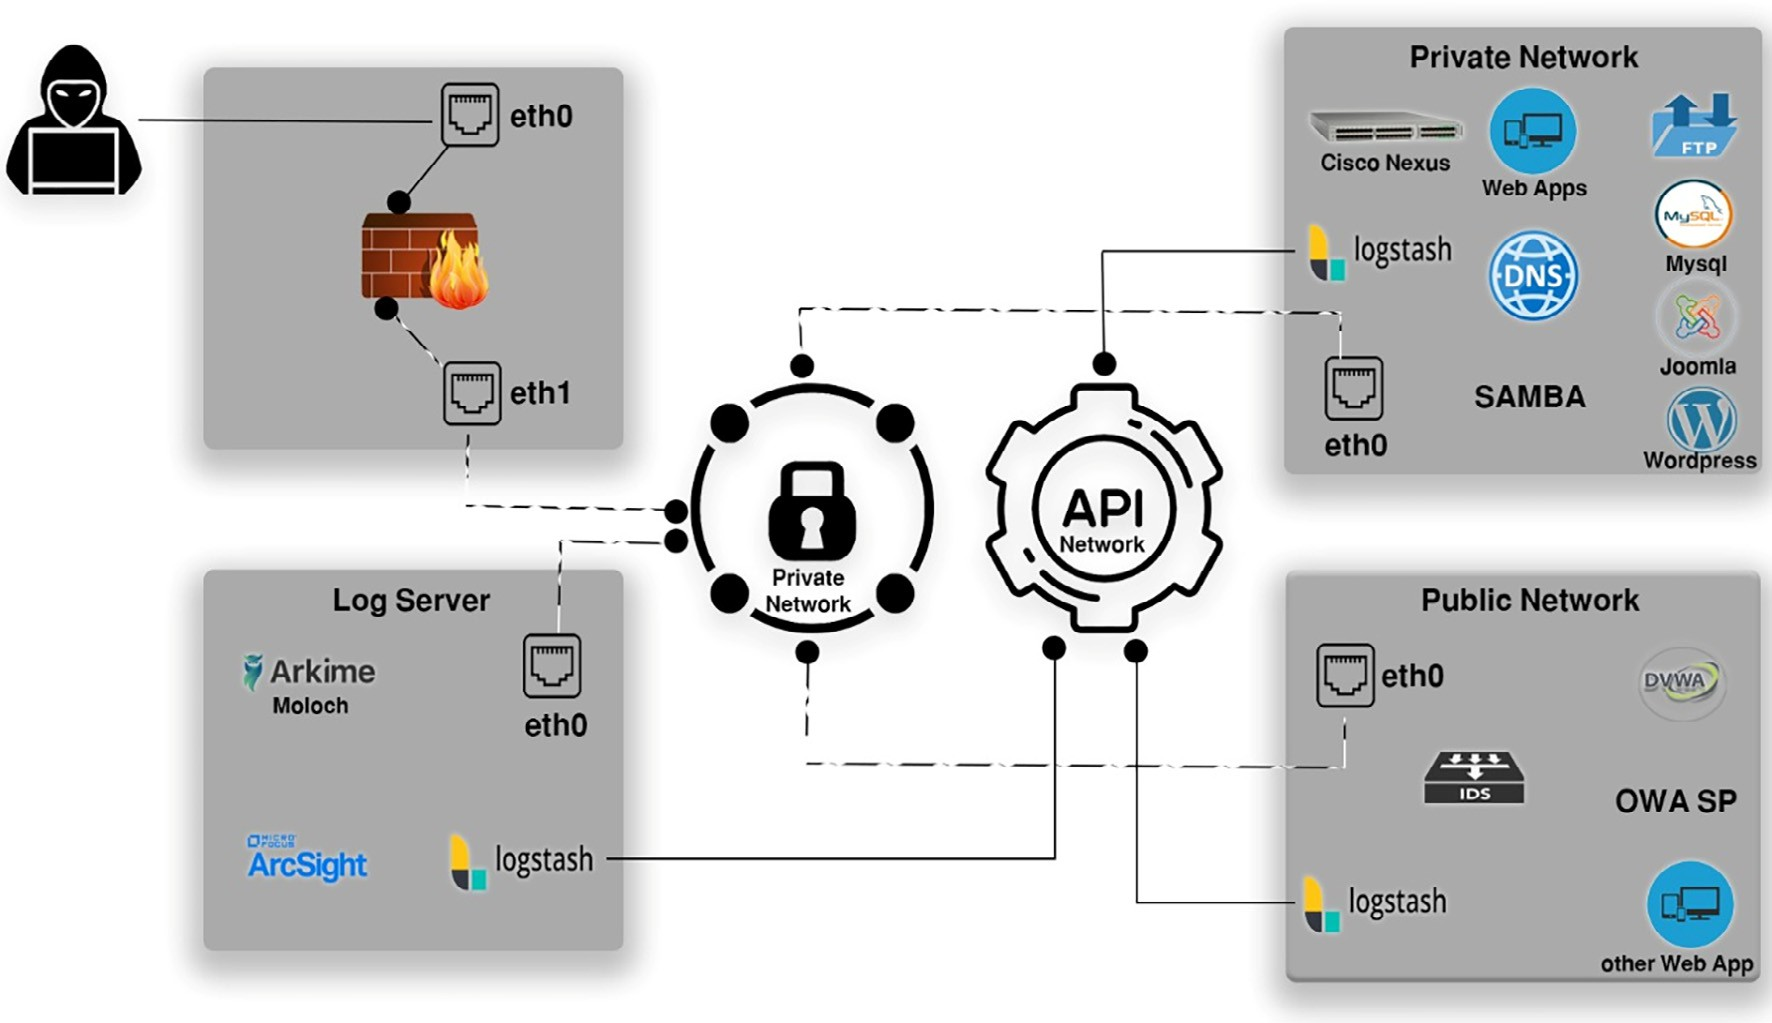 eth0
eth1
Private Network
Cisco Nexus
Web Apps
FTP
MySQL
Mysql
logstash
DNS
Joomla
SAMBA
eth0
Wordpress
Private
Network
API
Network
Log Server
Arkime
Moloch
eth0
MICRO
FOCUS
ArcSight
logstash
Public Network
eth0
DVWA
IDS
OWA SP
logstash
other Web App